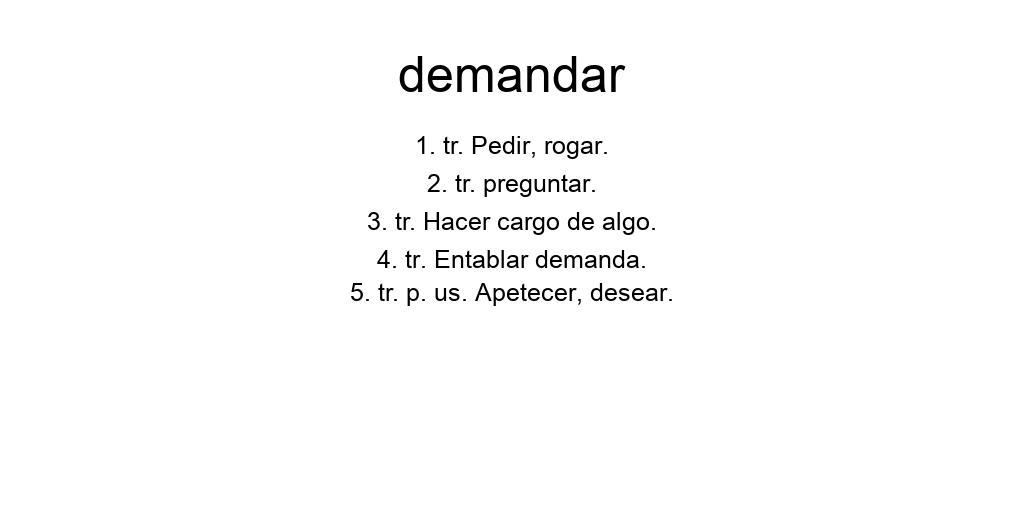 demandar
1. tr. Pedir, rogar.
2. tr. preguntar.
3. tr. Hacer cargo de algo.
4. tr. Entablar demanda.
5. tr. p. us. Apetecer, desear.